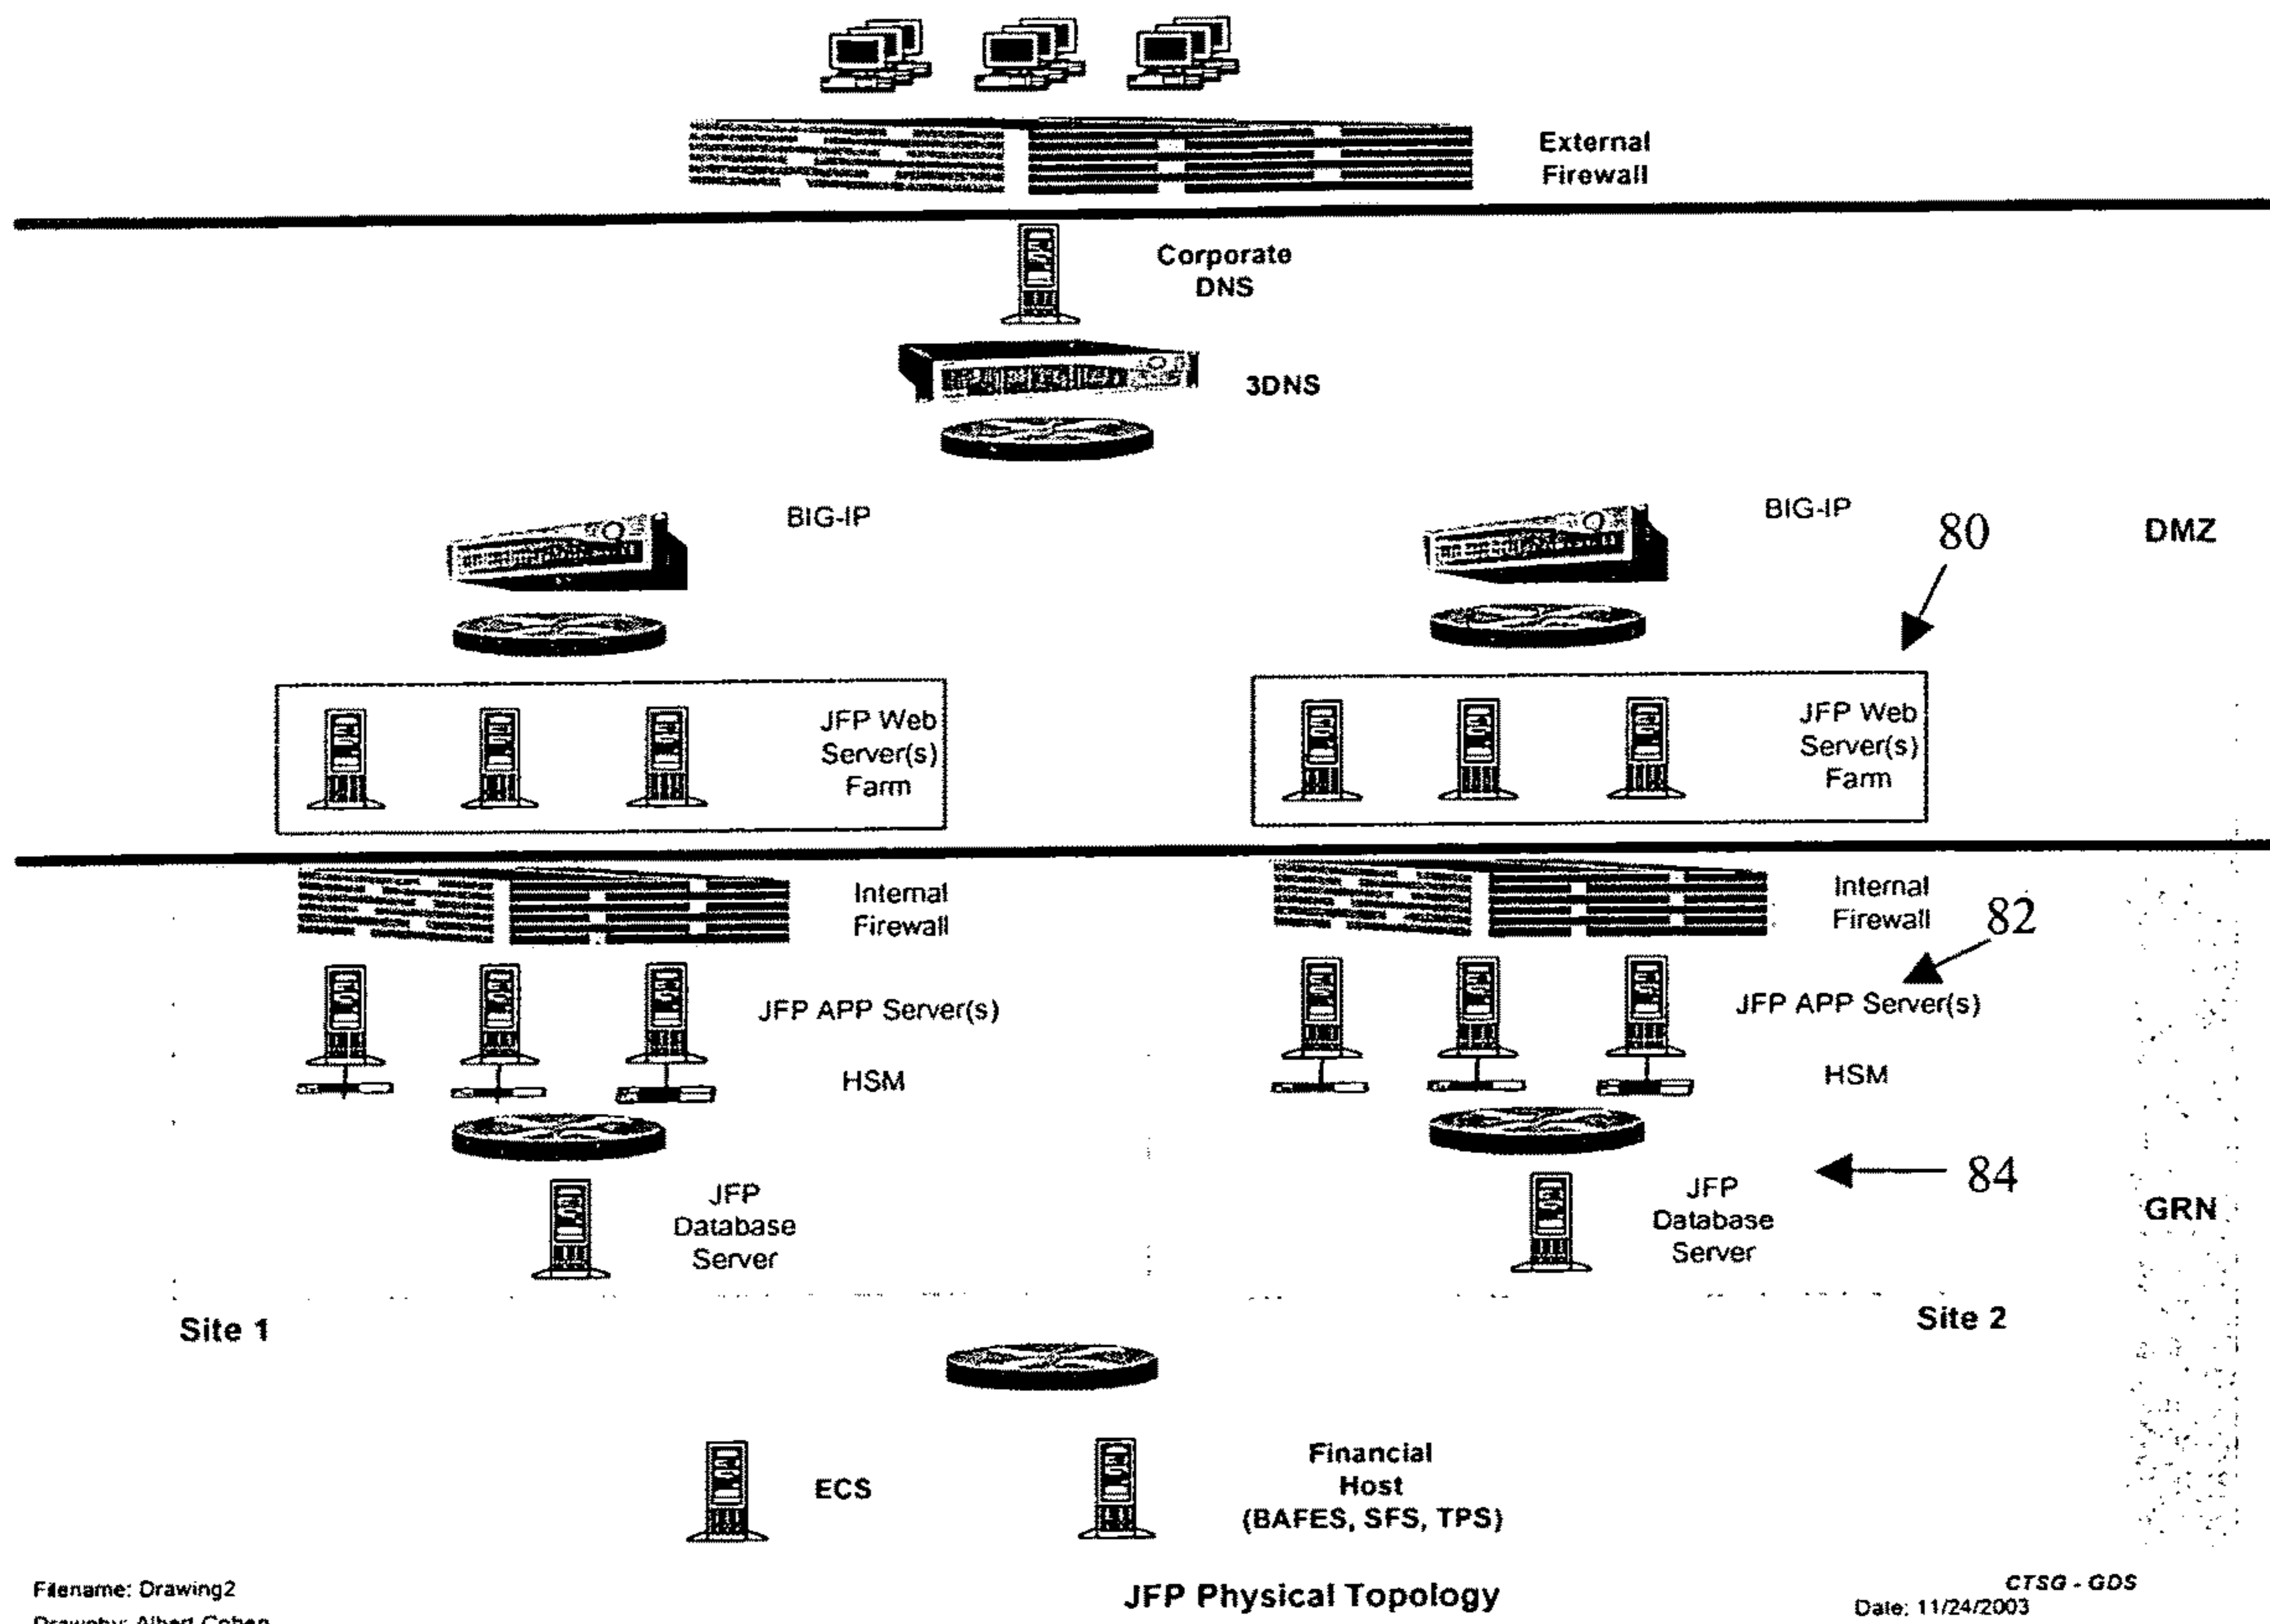 External
Firewall
Corporate
DNS
3DNS
BIG-IP
BIG-IP
80
DMZ
JFP Web
Server(s)
Farm
JFP Web
Server(s)
Farm
Internal
Firewall
Internal
Firewall
82
JFP APP Server(s)
JFP APP Server(s)
HSM
HSM
84
JFP
Database
Server
JFP
Database
Server
GRN
Site 1
Site 2
ECS
Financial
Host
(BAFES, SFS, TPS)
Filename: Drawing2
JFP Physical Topology
CTSG - GDS
Date: 11/24/2003
Drawnby: Albert Cohen